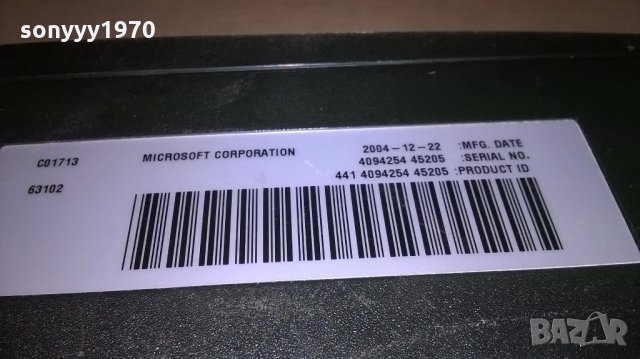 sonyyy1970
C01713
63102
MICROSOFT CORPORATION
2004-12-22 :MFG. DATE
4094254 45205 :SERIAL NO.
441 4094254 45205 :PRODUCT ID
BAZAR